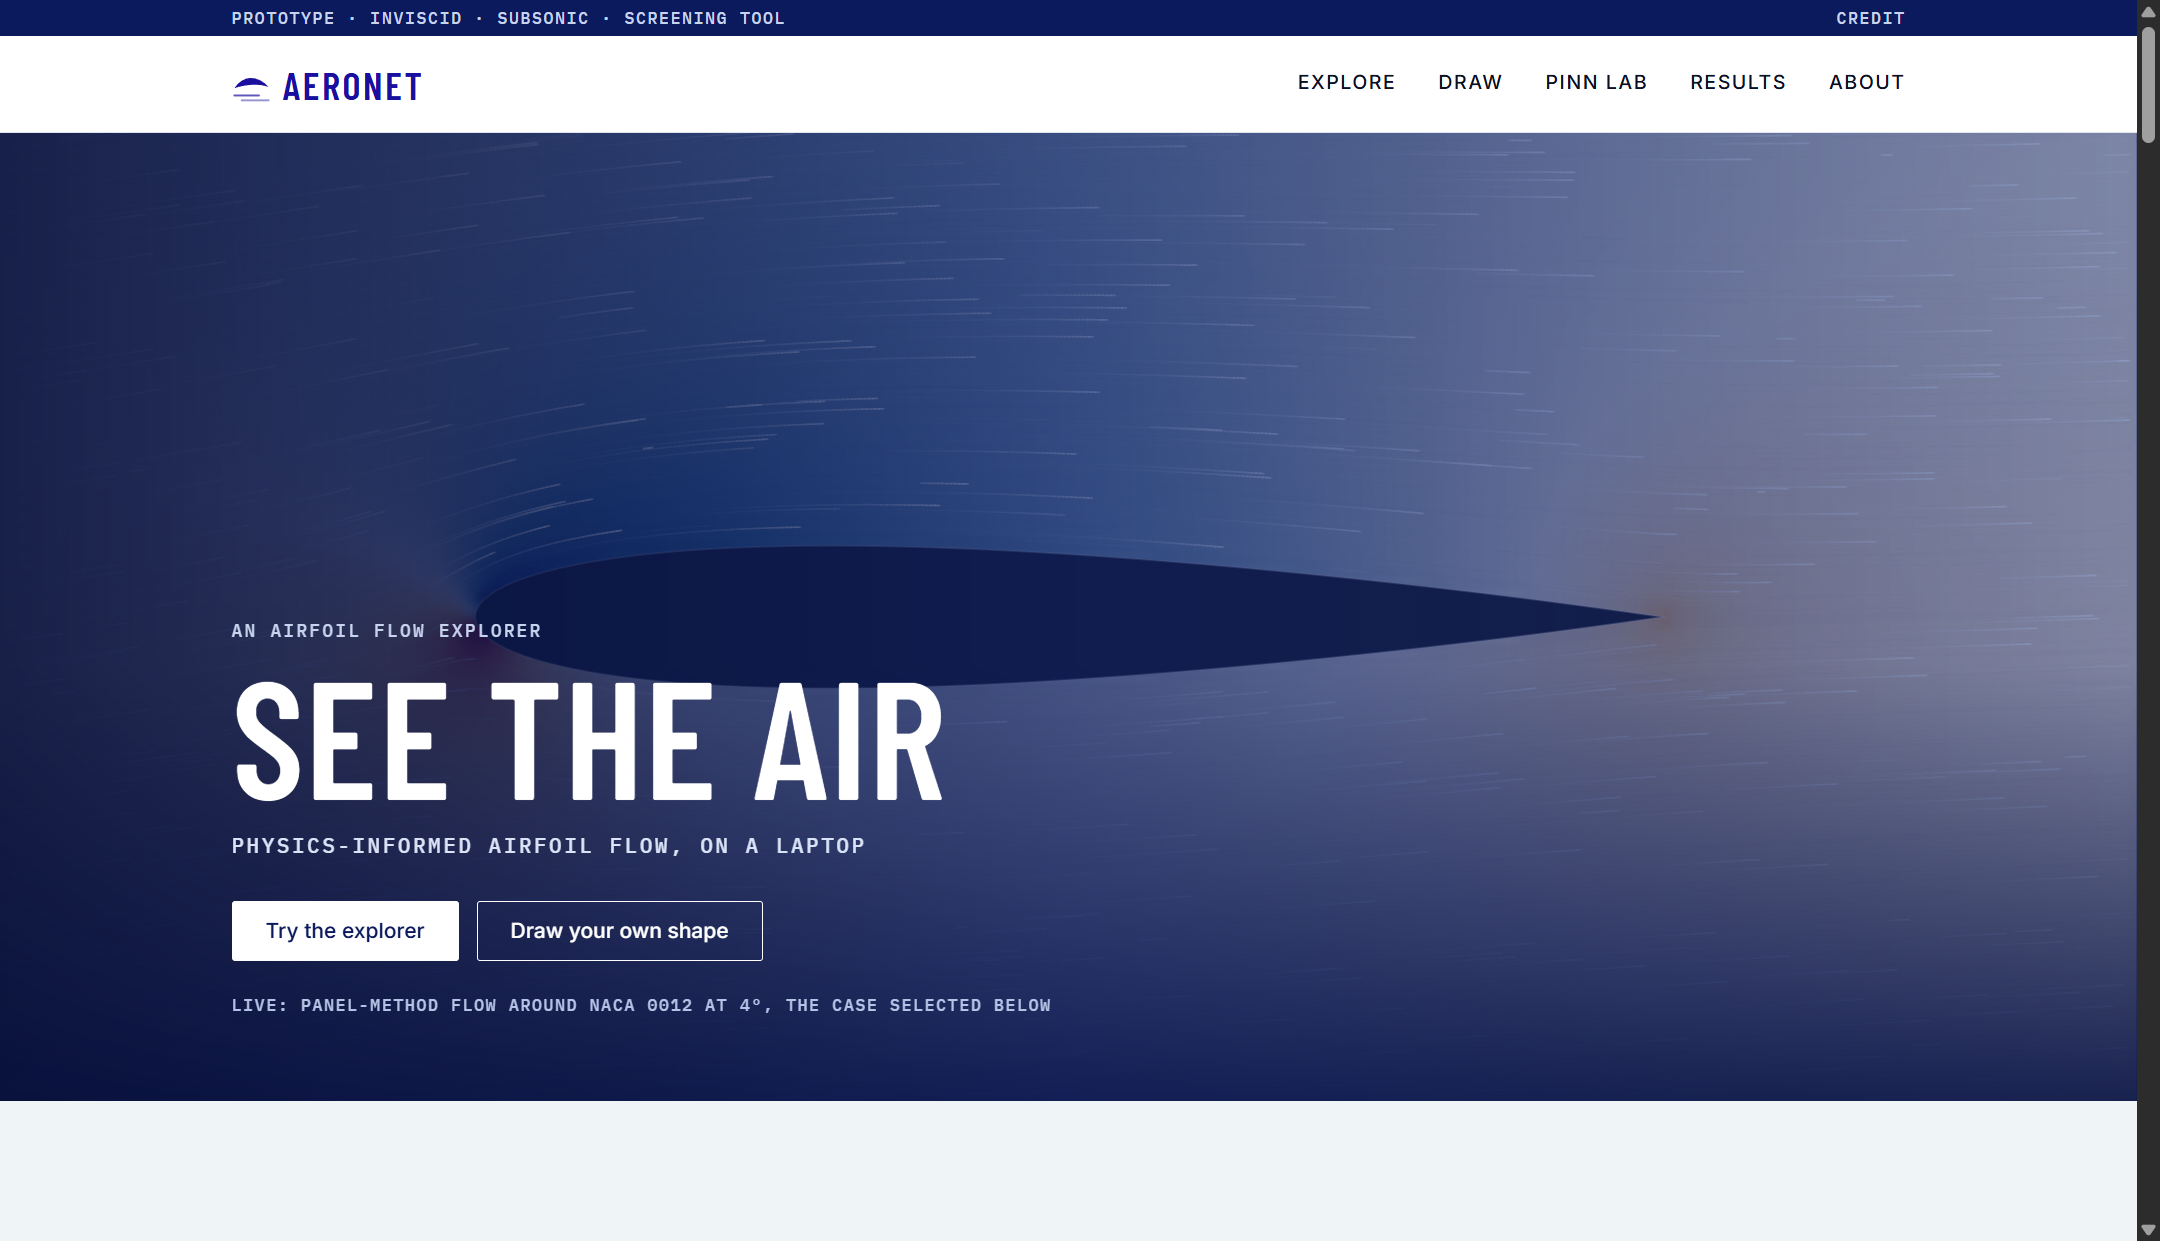 PROTOTYPE · INVISCID · SUBSONIC · SCREENING TOOL
CREDIT
AERONET
EXPLORE DRAW PINN LAB RESULTS ABOUT
AN AIRFOIL FLOW EXPLORER
SEE THE AIR
PHYSICS-INFORMED AIRFOIL FLOW, ON A LAPTOP
Try the explorer
Draw your own shape
LIVE: PANEL-METHOD FLOW AROUND NACA 0012 AT 4°, THE CASE SELECTED BELOW